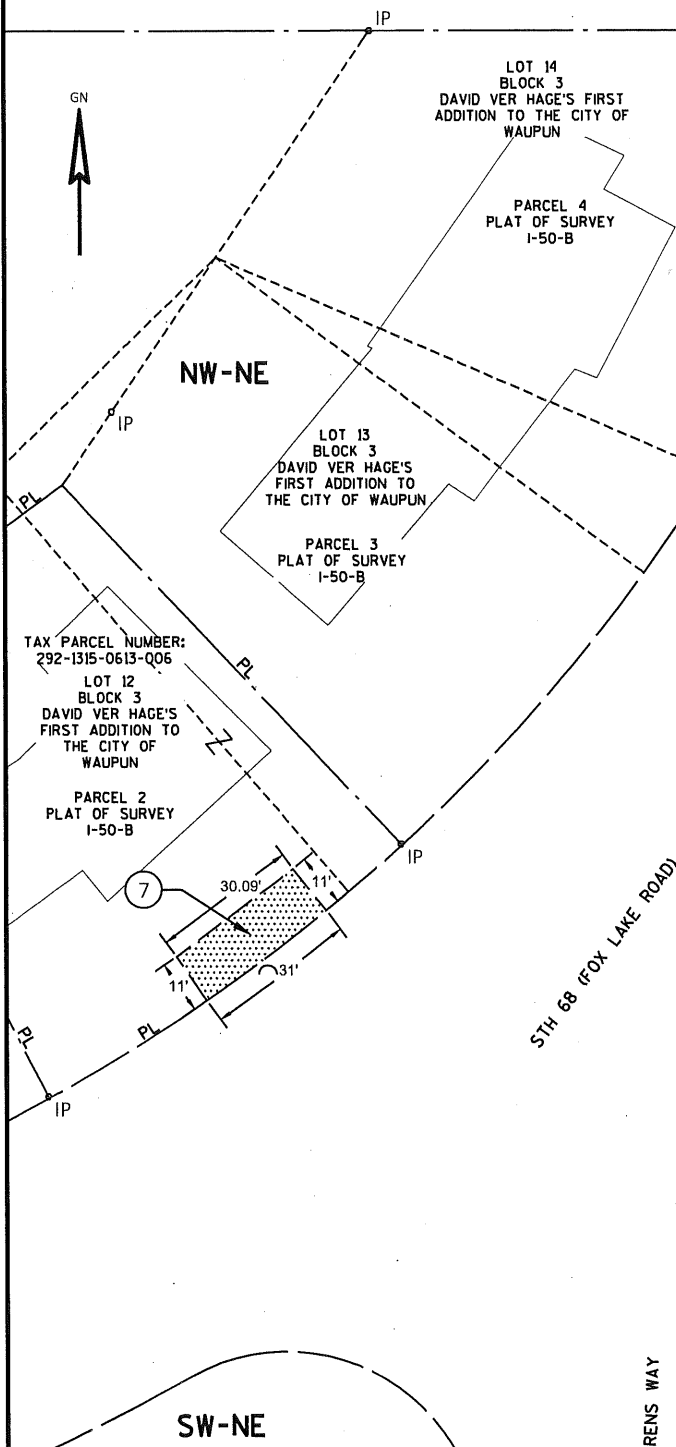 IP
GN
LOT 14
BLOCK 3
DAVID VER HAGE'S FIRST
ADDITION TO THE CITY OF
WAUPUN
PARCEL 4
PLAT OF SURVEY
1-50-B
NW-NE
IP
LOT 13
BLOCK 3
DAVID VER HAGE'S
FIRST ADDITION TO
THE CITY OF WAUPUN
PARCEL 3
PLAT OF SURVEY
1-50-B
PL
TAX PARCEL NUMBER:
292-1315-0613-006
PL
LOT 12
BLOCK 3
DAVID VER HAGE'S
FIRST ADDITION TO
THE CITY OF
WAUPUN
Z
PARCEL 2
PLAT OF SURVEY
1-50-B
IP
7
30.09'
11'
11'
31'
STH 68 (FOX LAKE ROAD)
PL
PL
IP
RENS WAY
SW-NE